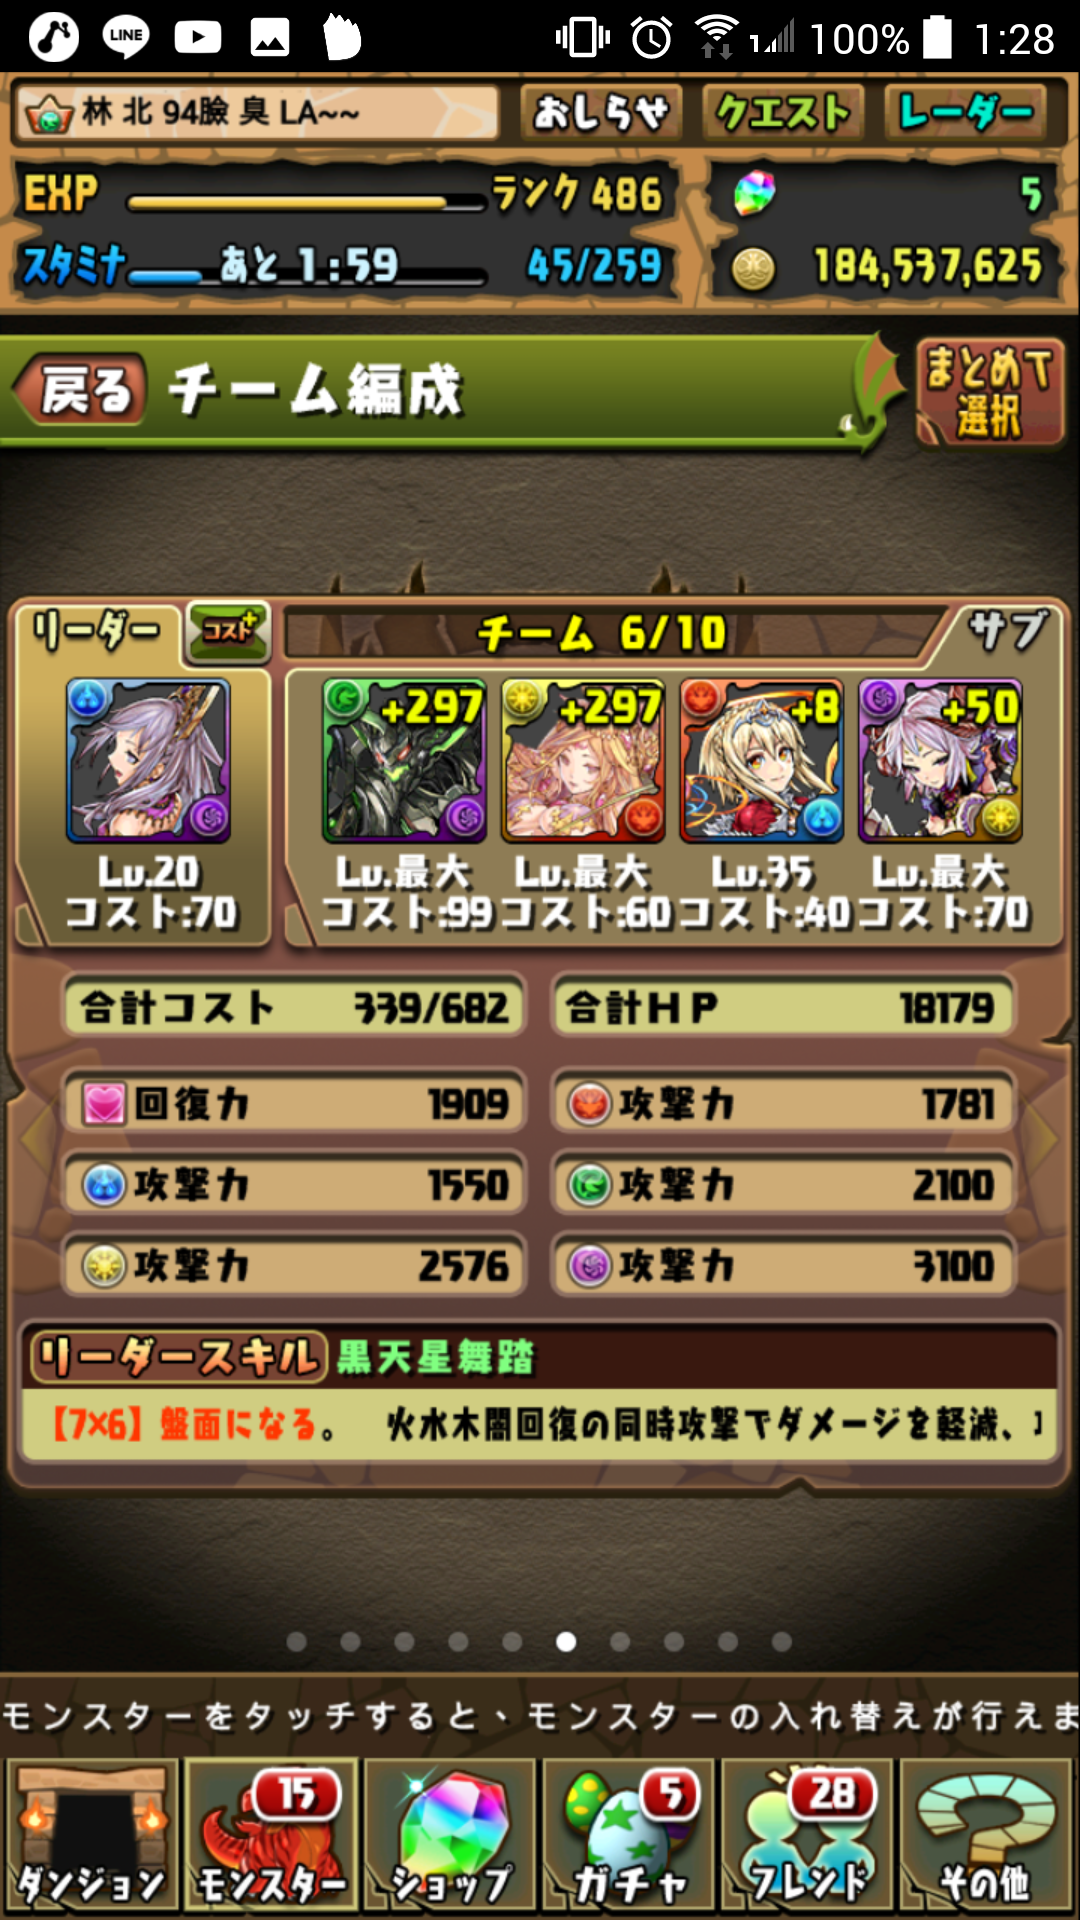 LINE
1
100%
1:28
林 北 94臉 臭 LA~~
おしらせ
クエスト
レーダー
EXP
ランク 486
5
スタミナ
あと 1:59
45/259
184,537,625
戻る
チーム編成
まとめて
選択
リーダー
コスト+
チーム 6/10
サブ
+297
+297
+8
+50
Lv.20
Lv.最大
Lv.最大
Lv.35
Lv.最大
コスト:70
コスト:99
コスト:60
コスト:40
コスト:70
合計コスト 339/682
合計HP 18179
回復力 1909
攻撃力 1781
攻撃力 1550
攻撃力 2100
攻撃力 2576
攻撃力 3100
リーダースキル 黒天星舞踏
【7×6】盤面になる。 火水木闇回復の同時攻撃でダメージを軽減、
モンスターをタッチすると、モンスターの入れ替えが行えま
15
5
28
ダンジョン
モンスター
ショップ
ガチャ
フレンド
その他